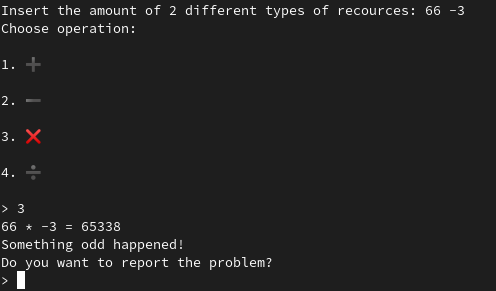 Insert the amount of 2 different types of recources: 66 -3
Choose operation:
1. ➕
2. ➖
3. ❌
4. ➗
> 3
66 * -3 = 65338
Something odd happened!
Do you want to report the problem?
>